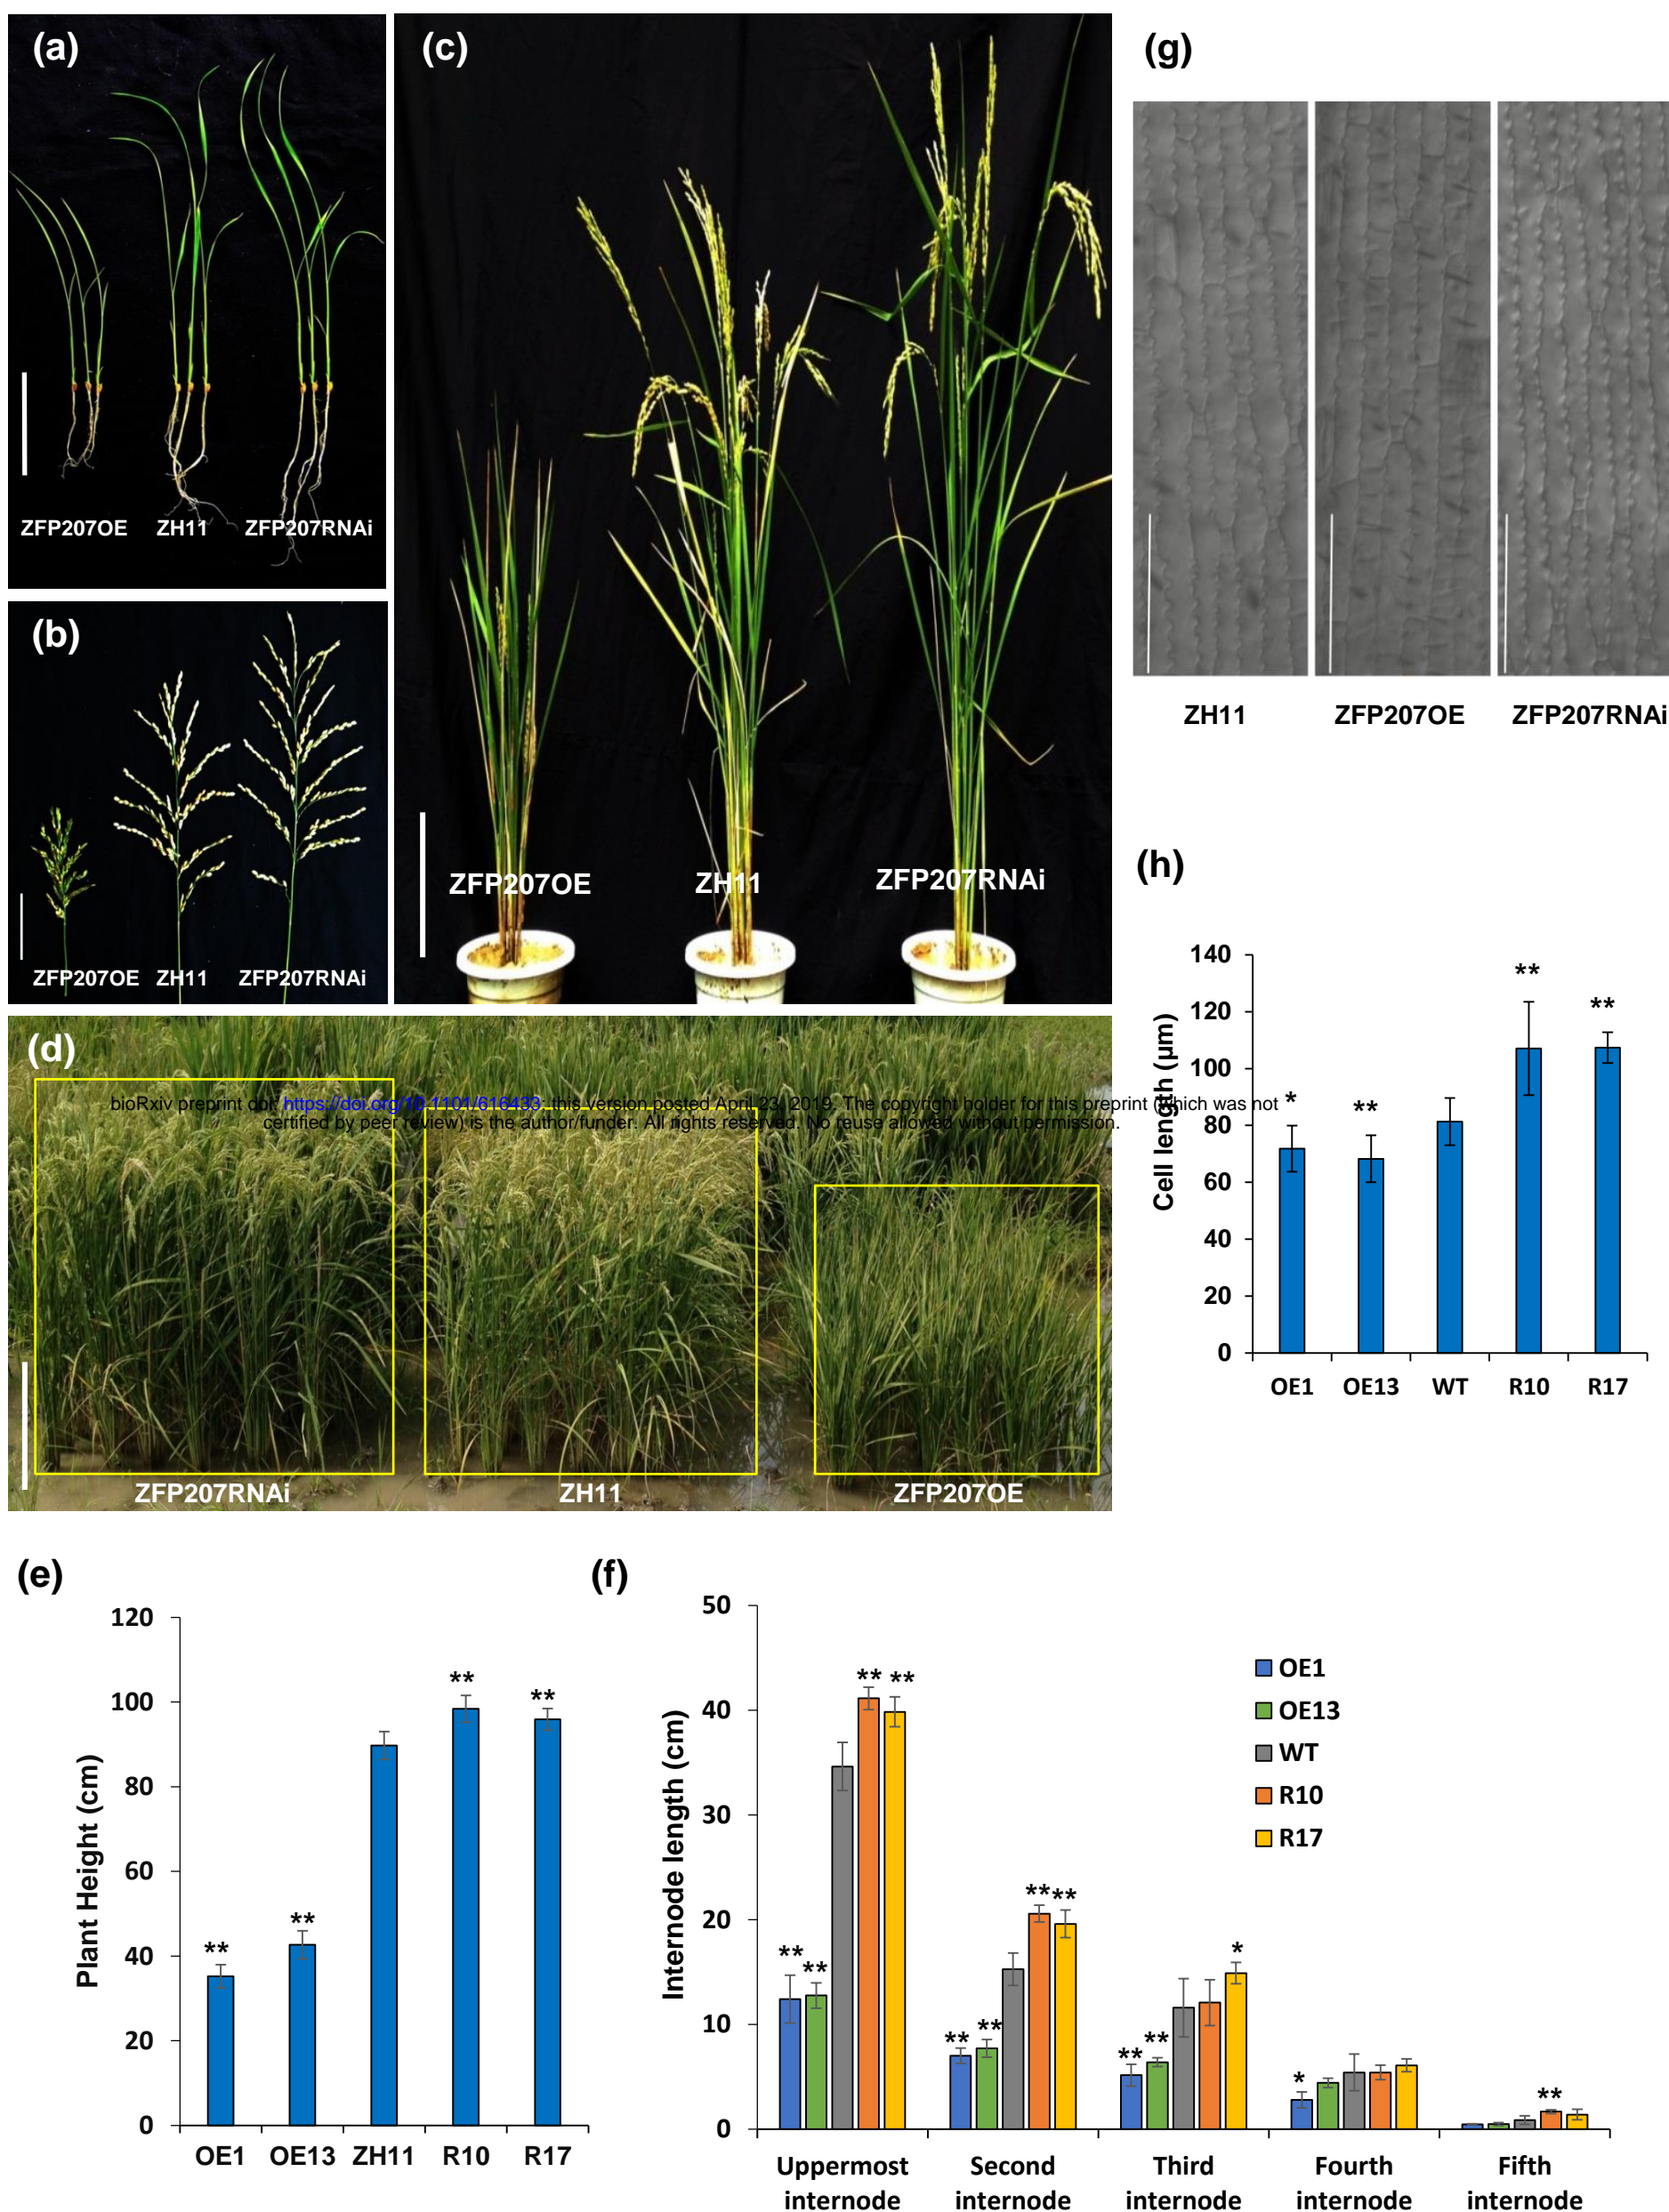 (a)
ZFP207OE ZH11 ZFP207RNAi
(b)
ZFP207OE ZH11 ZFP207RNAi
(c)
ZFP207OE ZH11 ZFP207RNAi
(d)
bioRxiv preprint doi: https://doi.org/10.1101/616433; this version posted April 23, 2019. The copyright holder for this preprint (which was not
certified by peer review) is the author/funder. All rights reserved. No reuse allowed without permission.
ZFP207RNAi ZH11 ZFP207OE
(g)
ZH11 ZFP207OE ZFP207RNAi
(h)
Cell length (μm)
140
120
100
80
60
40
20
0
* ** ** **
OE1 OE13 WT R10 R17
(e)
Plant Height (cm)
120
100
80
60
40
20
0
** ** ** **
OE1 OE13 ZH11 R10 R17
(f)
Internode length (cm)
50
40
30
20
10
0
** ** ** **
** ** ** **
** ** *
*
**
OE1
OE13
WT
R10
R17
Uppermost internode
Second internode
Third internode
Fourth internode
Fifth internode